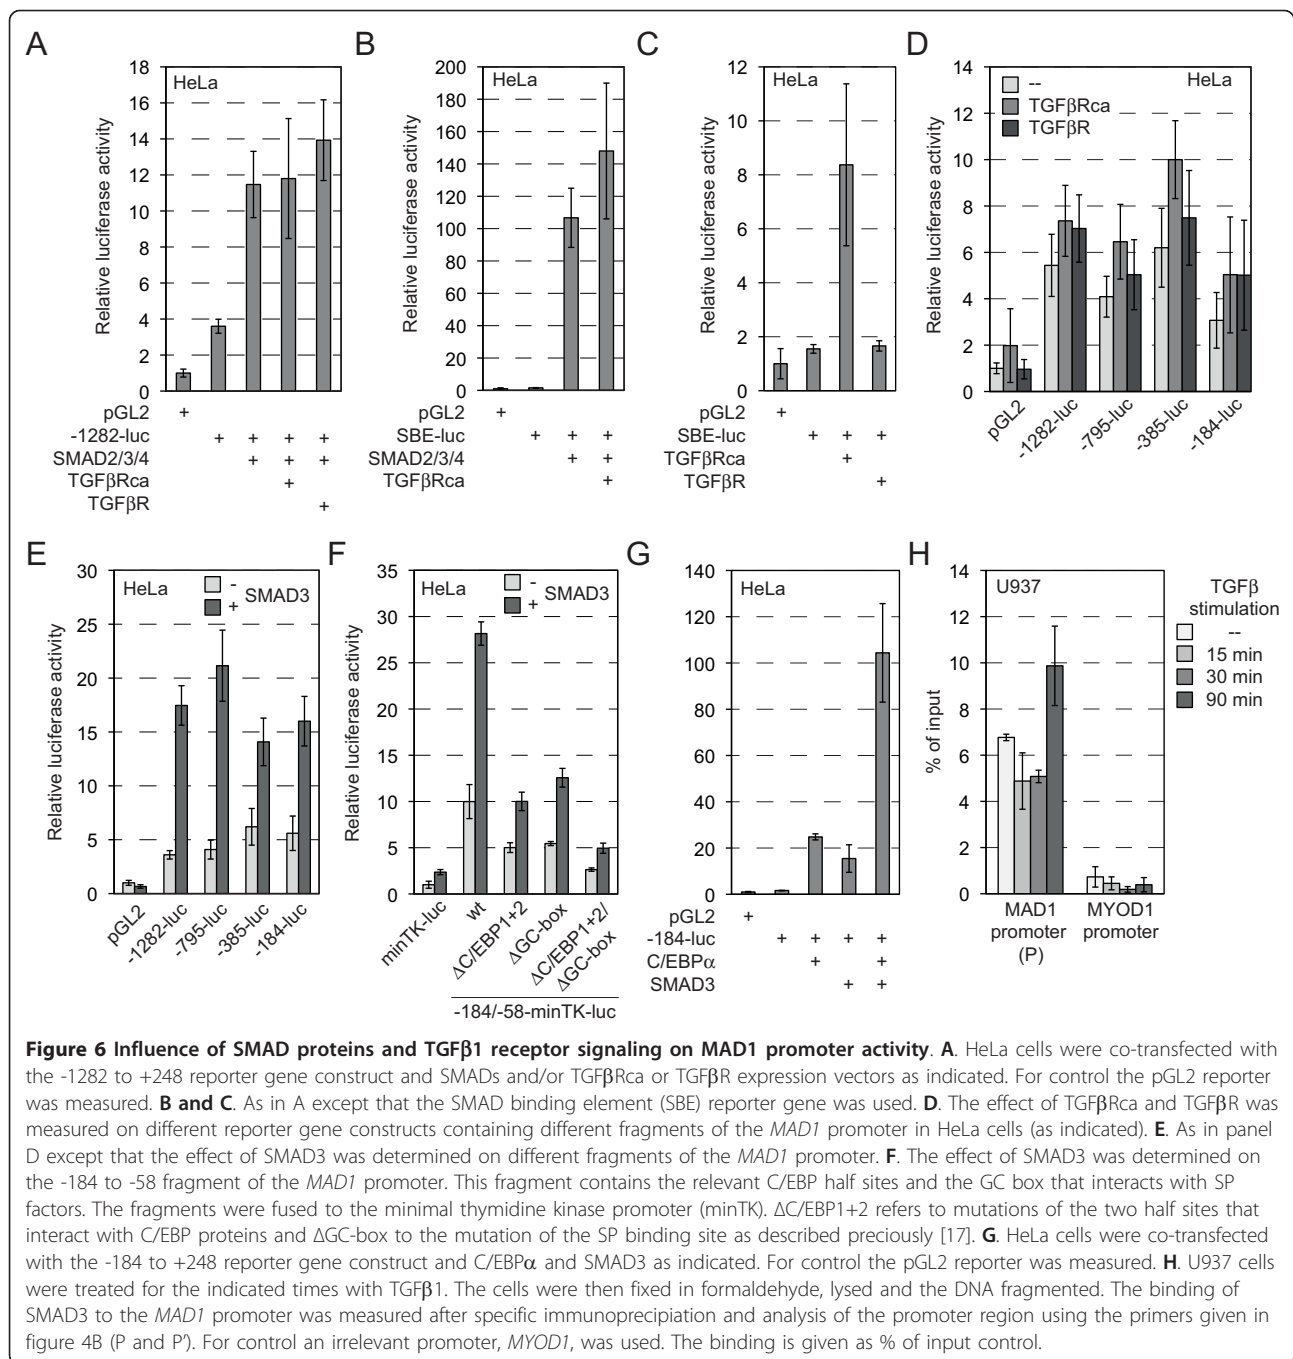 A
B
C
D
18
16
14
12
10
8
6
4
2
0
Relative luciferase activity
HeLa
pGL2 +
-1282-luc + + + +
SMAD2/3/4 + + +
TGFβRca +
TGFβR +
200
180
160
140
120
100
80
60
40
20
0
Relative luciferase activity
HeLa
pGL2 +
SBE-luc + + +
SMAD2/3/4 + +
TGFβRca +
12
10
8
6
4
2
0
Relative luciferase activity
HeLa
pGL2 +
SBE-luc + + +
TGFβRca +
TGFβR +
14
12
10
8
6
4
2
0
Relative luciferase activity
HeLa
--
TGFβRca
TGFβR
pGL2
-1282-luc
-795-luc
-385-luc
-184-luc
E
F
G
H
30
25
20
15
10
5
0
Relative luciferase activity
HeLa
-
+ SMAD3
pGL2
-1282-luc
-795-luc
-385-luc
-184-luc
35
30
25
20
15
10
5
0
Relative luciferase activity
HeLa
-
+ SMAD3
minTK-luc
wt
ΔC/EBP1+2
ΔGC-box
ΔC/EBP1+2/
ΔGC-box
-184/-58-minTK-luc
140
120
100
80
60
40
20
0
Relative luciferase activity
HeLa
pGL2 +
-184-luc + + + +
C/EBPα + +
SMAD3 + +
14
12
10
8
6
4
2
0
% of input
U937
TGFβ
stimulation
--
15 min
30 min
90 min
MAD1
promoter
(P)
MYOD1
promoter
Figure 6 Influence of SMAD proteins and TGFβ1 receptor signaling on MAD1 promoter activity. A. HeLa cells were co-transfected with
the -1282 to +248 reporter gene construct and SMADs and/or TGFβRca or TGFβR expression vectors as indicated. For control the pGL2 reporter
was measured. B and C. As in A except that the SMAD binding element (SBE) reporter gene was used. D. The effect of TGFβRca and TGFβR was
measured on different reporter gene constructs containing different fragments of the MAD1 promoter in HeLa cells (as indicated). E. As in panel
D except that the effect of SMAD3 was determined on different fragments of the MAD1 promoter. F. The effect of SMAD3 was determined on
the -184 to -58 fragment of the MAD1 promoter. This fragment contains the relevant C/EBP half sites and the GC box that interacts with SP
factors. The fragments were fused to the minimal thymidine kinase promoter (minTK). ΔC/EBP1+2 refers to mutations of the two half sites that
interact with C/EBP proteins and ΔGC-box to the mutation of the SP binding site as described preciously [17]. G. HeLa cells were co-transfected
with the -184 to +248 reporter gene construct and C/EBPα and SMAD3 as indicated. For control the pGL2 reporter was measured. H. U937 cells
were treated for the indicated times with TGFβ1. The cells were then fixed in formaldehyde, lysed and the DNA fragmented. The binding of
SMAD3 to the MAD1 promoter was measured after specific immunoprecipiation and analysis of the promoter region using the primers given in
figure 4B (P and P'). For control an irrelevant promoter, MYOD1, was used. The binding is given as % of input control.